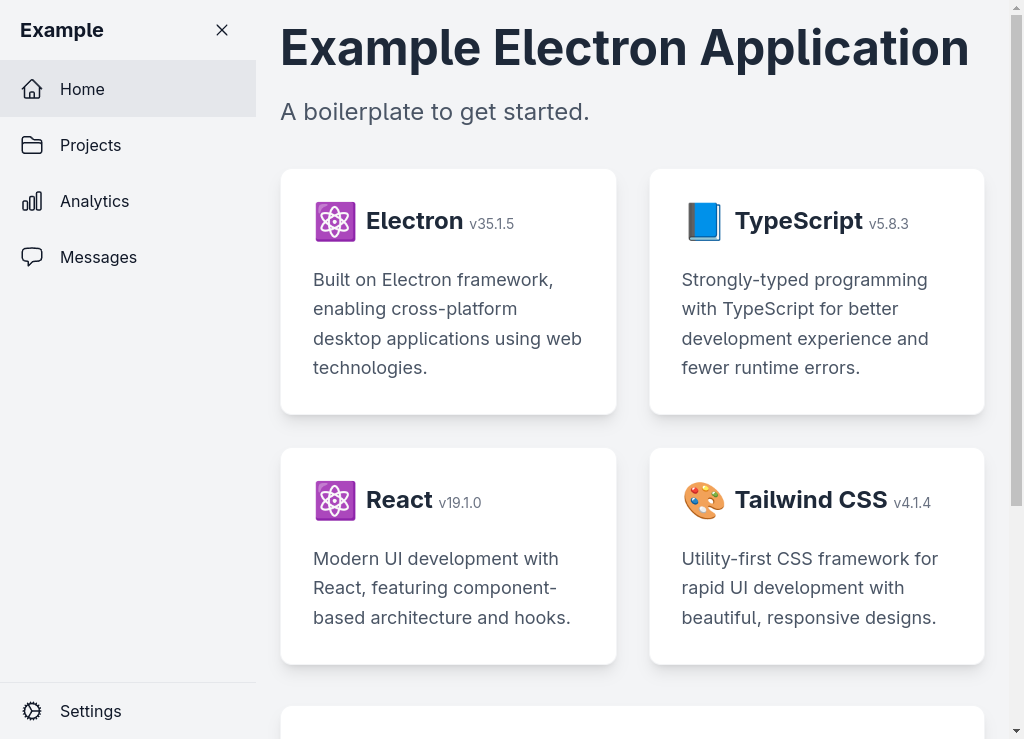 Example
Home
Projects
Analytics
Messages
Settings
Example Electron Application
A boilerplate to get started.
Electron v35.1.5
Built on Electron framework,
enabling cross-platform
desktop applications using web
technologies.
TypeScript v5.8.3
Strongly-typed programming
with TypeScript for better
development experience and
fewer runtime errors.
React v19.1.0
Modern UI development with
React, featuring component-
based architecture and hooks.
Tailwind CSS v4.1.4
Utility-first CSS framework for
rapid UI development with
beautiful, responsive designs.